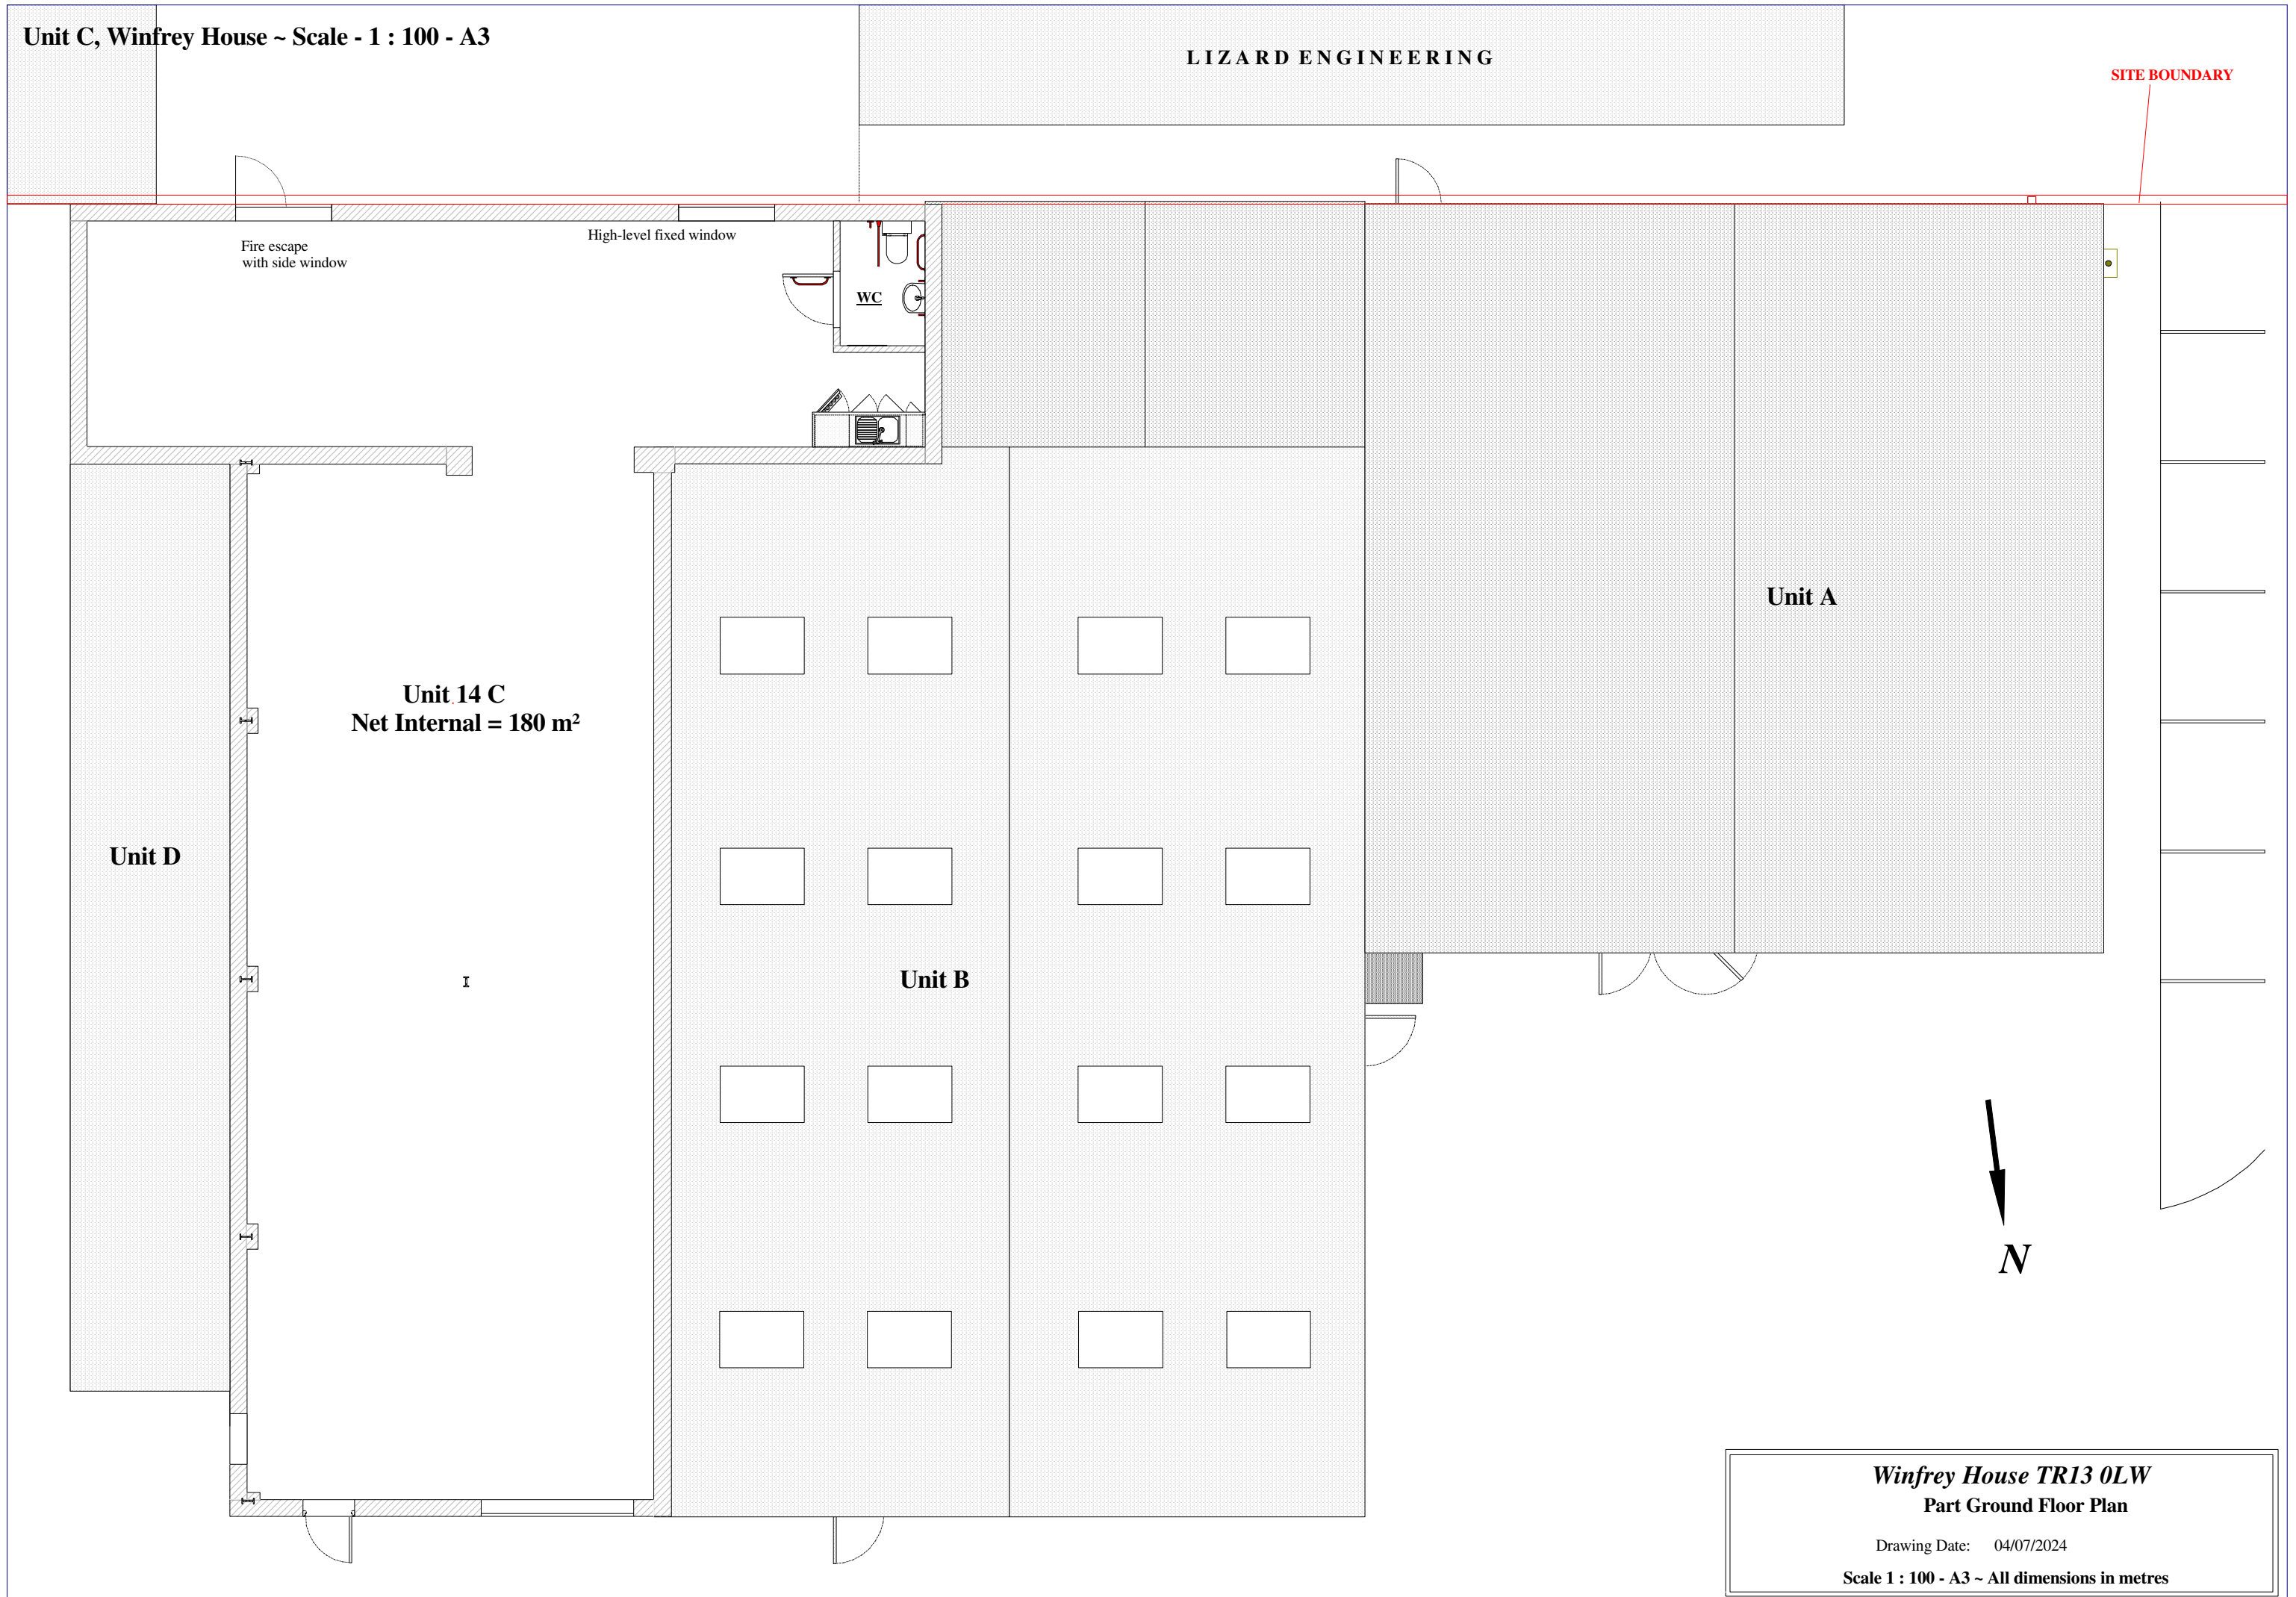 Unit C, Winfrey House ~ Scale - 1 : 100 - A3
LIZARD ENGINEERING
SITE BOUNDARY
Fire escape
with side window
High-level fixed window
WC
Unit A
Unit 14 C
Net Internal = 180 m²
Unit D
Unit B
N
Winfrey House TR13 0LW
Part Ground Floor Plan
Drawing Date: 04/07/2024
Scale 1 : 100 - A3 ~ All dimensions in metres